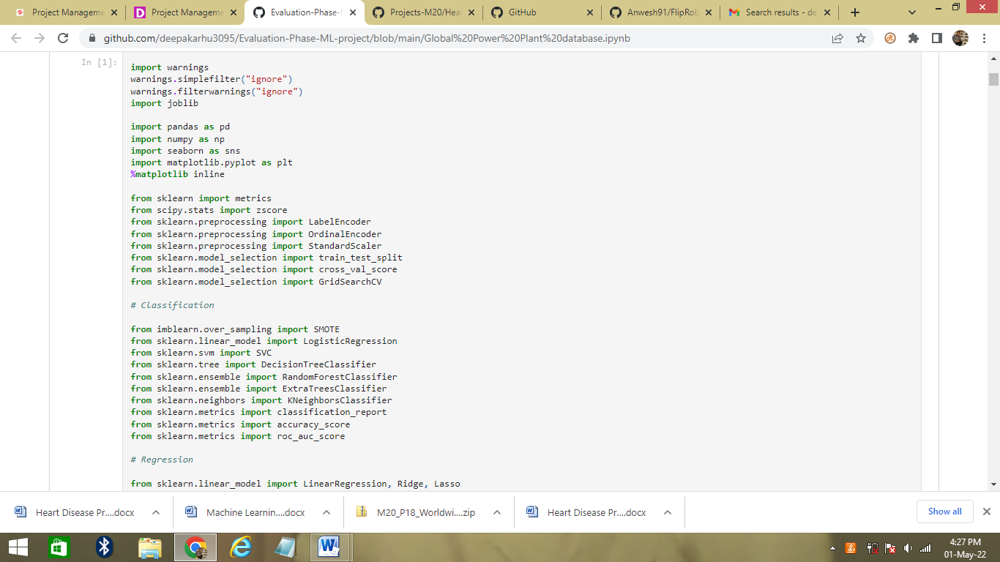 Project Manageme
Project Manageme
Evaluation-Phase-M
Projects-M20/Hea
GitHub
Anwesh91/FlipRob
Search results - de
github.com/deepakarhu3095/Evaluation-Phase-ML-project/blob/main/Global%20Power%20Plant%20database.ipynb
In [1]:
import warnings
warnings.simplefilter("ignore")
warnings.filterwarnings("ignore")
import joblib
import pandas as pd
import numpy as np
import seaborn as sns
import matplotlib.pyplot as plt
%matplotlib inline
from sklearn import metrics
from scipy.stats import zscore
from sklearn.preprocessing import LabelEncoder
from sklearn.preprocessing import OrdinalEncoder
from sklearn.preprocessing import StandardScaler
from sklearn.model_selection import train_test_split
from sklearn.model_selection import cross_val_score
from sklearn.model_selection import GridSearchCV
# Classification
from imblearn.over_sampling import SMOTE
from sklearn.linear_model import LogisticRegression
from sklearn.svm import SVC
from sklearn.tree import DecisionTreeClassifier
from sklearn.ensemble import RandomForestClassifier
from sklearn.ensemble import ExtraTreesClassifier
from sklearn.neighbors import KNeighborsClassifier
from sklearn.metrics import classification_report
from sklearn.metrics import accuracy_score
from sklearn.metrics import roc_auc_score
# Regression
from sklearn.linear_model import LinearRegression, Ridge, Lasso
Heart Disease Pr....docx
Machine Learnin....docx
M20_P18_Worldwi....zip
Heart Disease Pr....docx
Show all
4:27 PM
01-May-22